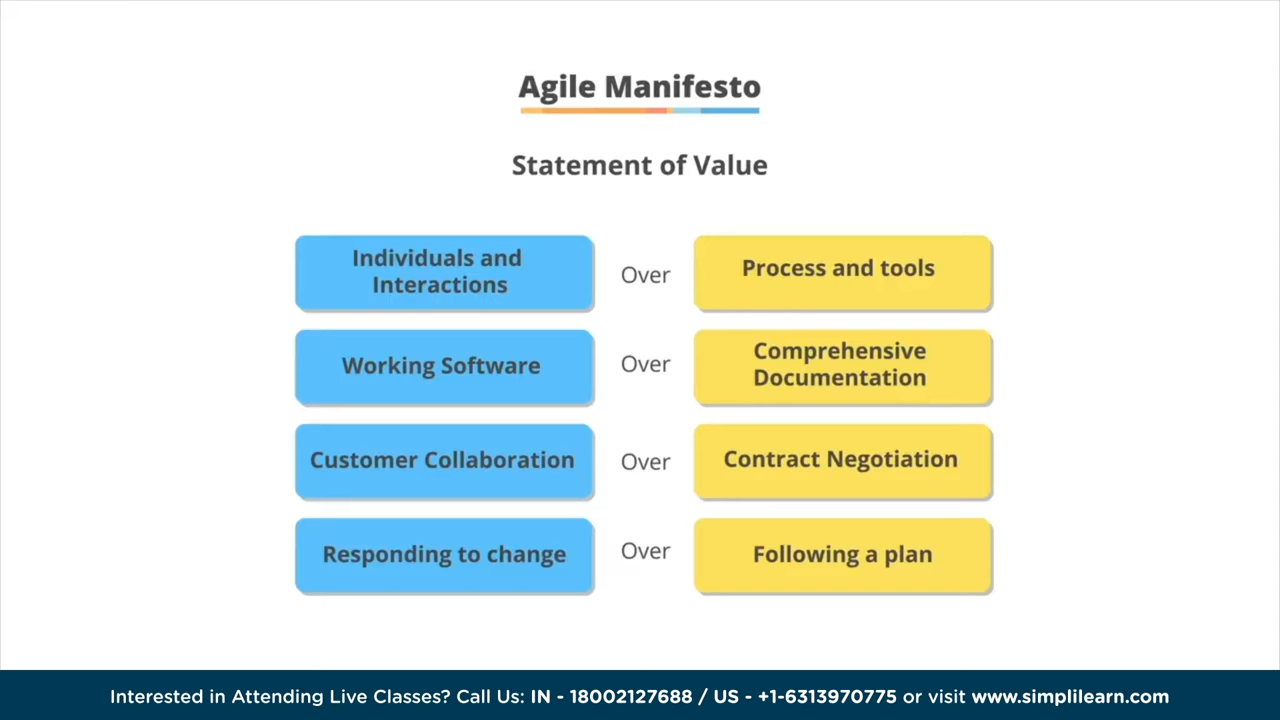 Agile Manifesto
Statement of Value
Individuals and
Interactions
Over
Process and tools
Working Software
Over
Comprehensive
Documentation
Customer Collaboration
Over
Contract Negotiation
Responding to change
Over
Following a plan
Interested in Attending Live Classes? Call Us: IN - 18002127688 / US - +1-6313970775 or visit www.simplilearn.com